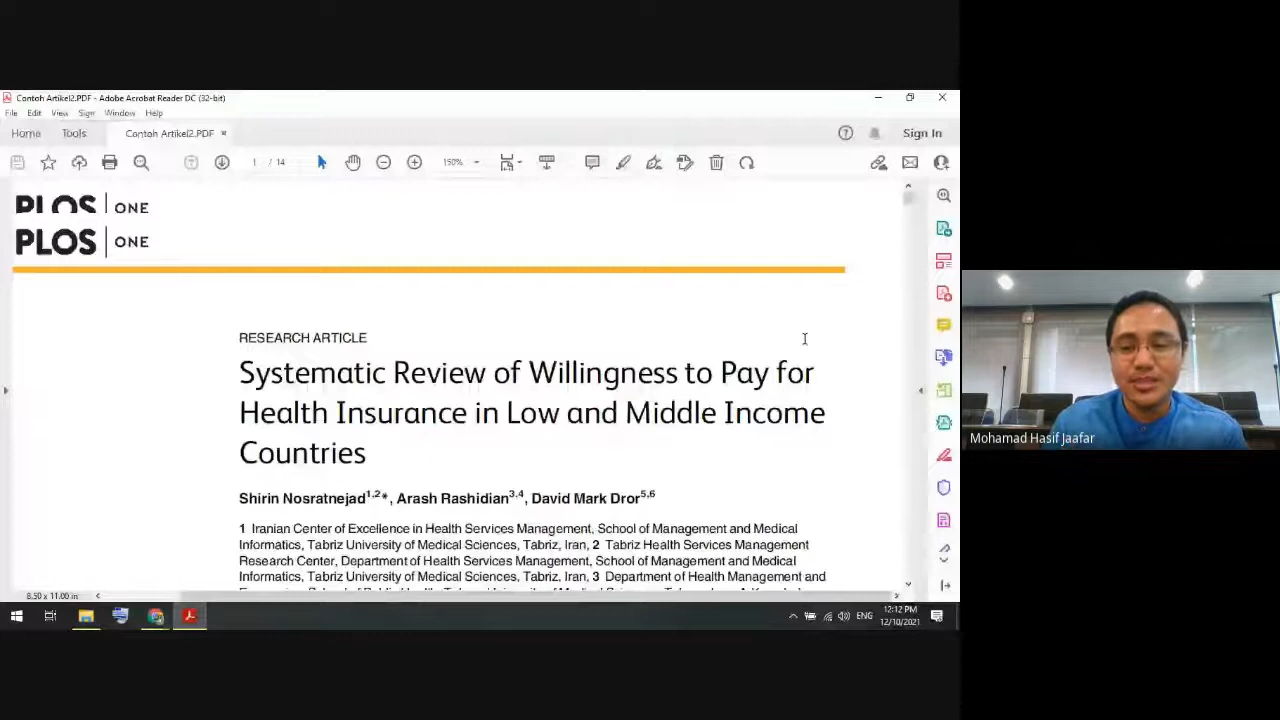 Contoh Artikel2.PDF - Adobe Acrobat Reader DC (32-bit)
File Edit View Sign Window Help
Home Tools Contoh Artikel2.PDF × Sign In
1 / 14 150%
PLOS ONE
PLOS ONE
RESEARCH ARTICLE
Systematic Review of Willingness to Pay for
Health Insurance in Low and Middle Income
Countries
Shirin Nosratnejad1,2*, Arash Rashidian3,4, David Mark Dror5,6
1 Iranian Center of Excellence in Health Services Management, School of Management and Medical
Informatics, Tabriz University of Medical Sciences, Tabriz, Iran, 2 Tabriz Health Services Management
Research Center, Department of Health Services Management, School of Management and Medical
Informatics, Tabriz University of Medical Sciences, Tabriz, Iran, 3 Department of Health Management and
8.50 x 11.00 in
ENG
12:12 PM
12/10/2021
Mohamad Hasif Jaafar